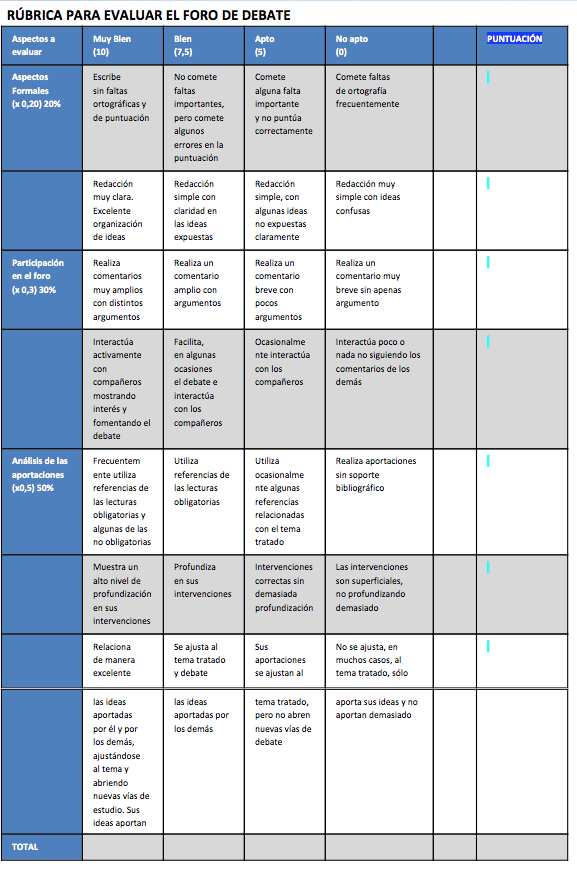 RÚBRICA PARA EVALUAR EL FORO DE DEBATE
Aspectos a
evaluar
Muy Bien
(10)
Bien
(7,5)
Apto
(5)
No apto
(0)
PUNTUACIÓN
Aspectos
Formales
(x 0,20) 20%
Escribe
sin faltas
ortográficas y
de puntuación
No comete
faltas
importantes,
pero comete
algunos
errores en la
puntuación
Comete
alguna falta
importante
y no puntúa
correctamente
Comete faltas
de ortografía
frecuentemente
Redacción
muy clara.
Excelente
organización
de ideas
Redacción
simple con
claridad en
las ideas
expuestas
Redacción
simple, con
algunas ideas
no expuestas
claramente
Redacción muy
simple con ideas
confusas
Participación
en el foro
(x 0,3) 30%
Realiza
comentarios
muy amplios
con distintos
argumentos
Realiza un
comentario
amplio con
argumentos
Realiza un
comentario
breve con
pocos
argumentos
Realiza un
comentario muy
breve sin apenas
argumento
Interactúa
activamente
con
compañeros
mostrando
interés y
fomentando el
debate
Facilita,
en algunas
ocasiones
el debate e
interactúa
con los
compañeros
Ocasionalme
nte interactúa
con los
compañeros
Interactúa poco o
nada no siguiendo los
comentarios de los
demás
Análisis de las
aportaciones
(x0,5) 50%
Frecuentem
ente utiliza
referencias de
las lecturas
obligatorias y
algunas de las
no obligatorias
Utiliza
referencias de
las lecturas
obligatorias
Utiliza
ocasionalme
nte algunas
referencias
relacionadas
con el tema
tratado
Realiza aportaciones
sin soporte
bibliográfico
Muestra un
alto nivel de
profundización
en sus
intervenciones
Profundiza
en sus
intervenciones
Intervenciones
correctas sin
demasiada
profundización
Las intervenciones
son superficiales,
no profundizando
demasiado
Relaciona
de manera
excelente
Se ajusta al
tema tratado
y debate
Sus
aportaciones
se ajustan al
No se ajusta, en
muchos casos, al
tema tratado, sólo
las ideas
aportadas
por él y por
los demás,
ajustándose
al tema y
abriendo
nuevas vías de
estudio. Sus
ideas aportan
las ideas
aportadas por
los demás
tema tratado,
pero no abren
nuevas vías de
debate
aporta sus ideas y no
aportan demasiado
TOTAL